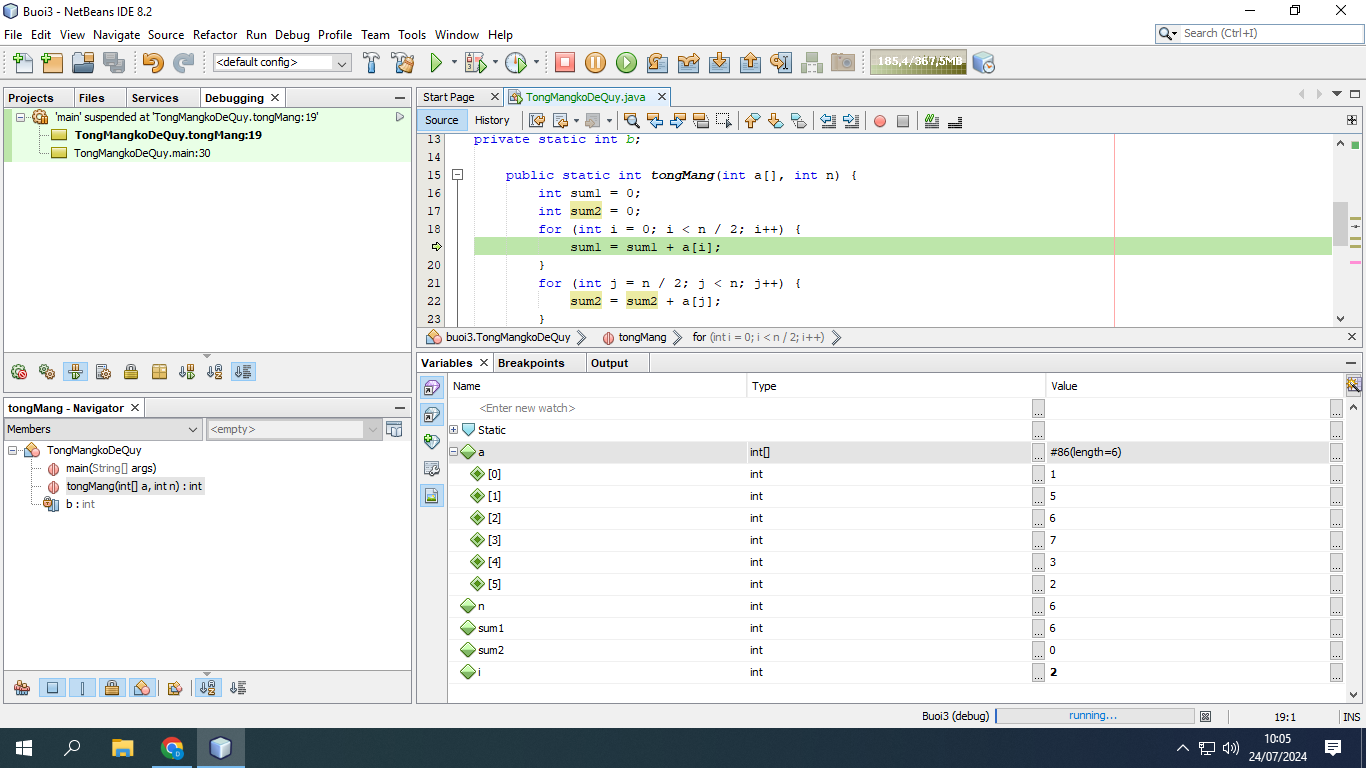 Buoi3 - NetBeans IDE 8.2
File Edit View Navigate Source Refactor Run Debug Profile Team Tools Window Help
Search (Ctrl+I)
<default config>
185,4/367,5MB
Projects Files Services Debugging
'main' suspended at 'TongMangkoDeQuy.tongMang:19'
TongMangkoDeQuy.tongMang:19
TongMangkoDeQuy.main:30
Start Page TongMangkoDeQuy.java
Source History
13 private static int b;
14
15 public static int tongMang(int a[], int n) {
16 int sum1 = 0;
17 int sum2 = 0;
18 for (int i = 0; i < n / 2; i++) {
sum1 = sum1 + a[i];
20 }
21 for (int j = n / 2; j < n; j++) {
22 sum2 = sum2 + a[j];
23 }
buoi3.TongMangkoDeQuy tongMang for (int i = 0; i < n / 2; i++)
tongMang - Navigator
Members <empty>
TongMangkoDeQuy
main(String[] args)
tongMang(int[] a, int n) : int
b : int
Variables Breakpoints Output
Name Type Value
<Enter new watch>
Static
a int[] #86(length=6)
[0] int 1
[1] int 5
[2] int 6
[3] int 7
[4] int 3
[5] int 2
n int 6
sum1 int 6
sum2 int 0
i int 2
Buoi3 (debug) running... 19:1 INS
10:05
24/07/2024